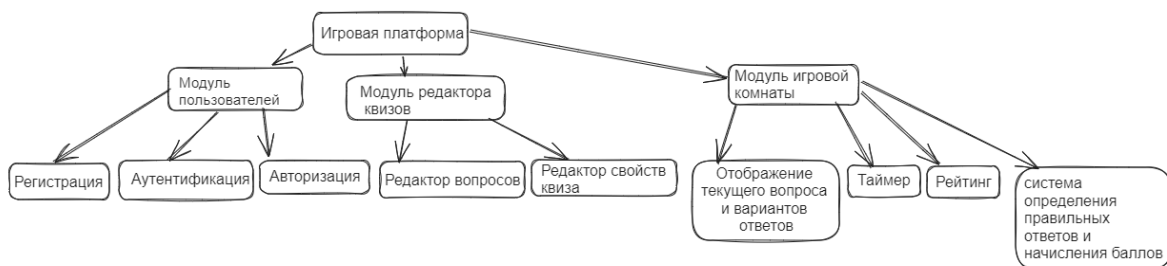 Игровая платформа
Модуль
пользователей
Модуль редактора
квизов
Модуль игровой
комнаты
Регистрация
Аутентификация
Авторизация
Редактор вопросов
Редактор свойств
квиза
Отображение
текущего вопроса
и вариантов
ответов
Таймер
Рейтинг
система
определения
правильных
ответов и
начисления баллов